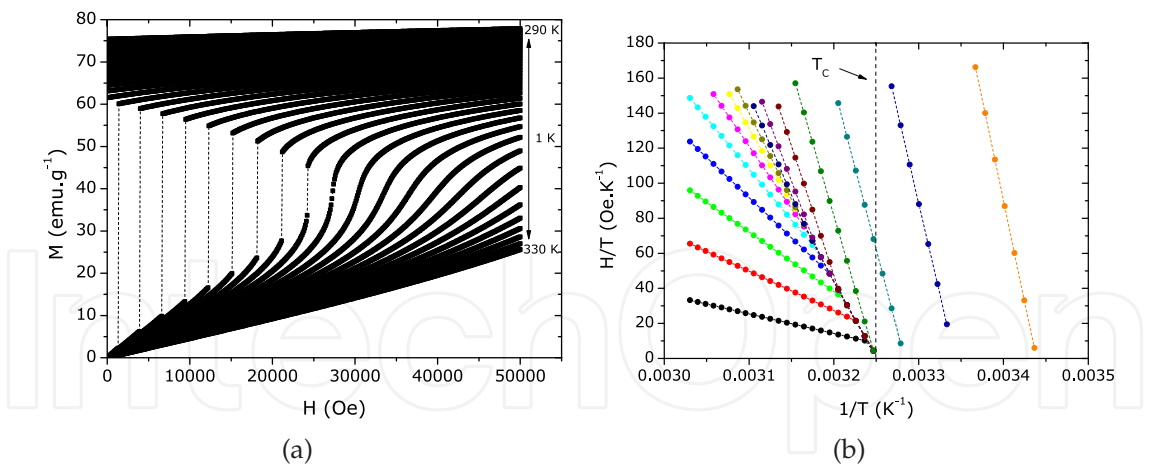 (a)
80
70
60
50
40
30
20
10
0
M (emu.g⁻¹)
290 K
1 K
330 K
0 10000 20000 30000 40000 50000
H (Oe)
(a)
(b)
180
160
140
120
100
80
60
40
20
0
H/T (Oe.K⁻¹)
T_C
0.0030 0.0031 0.0032 0.0033 0.0034 0.0035
1/T (K⁻¹)
(b)
IntechOpen